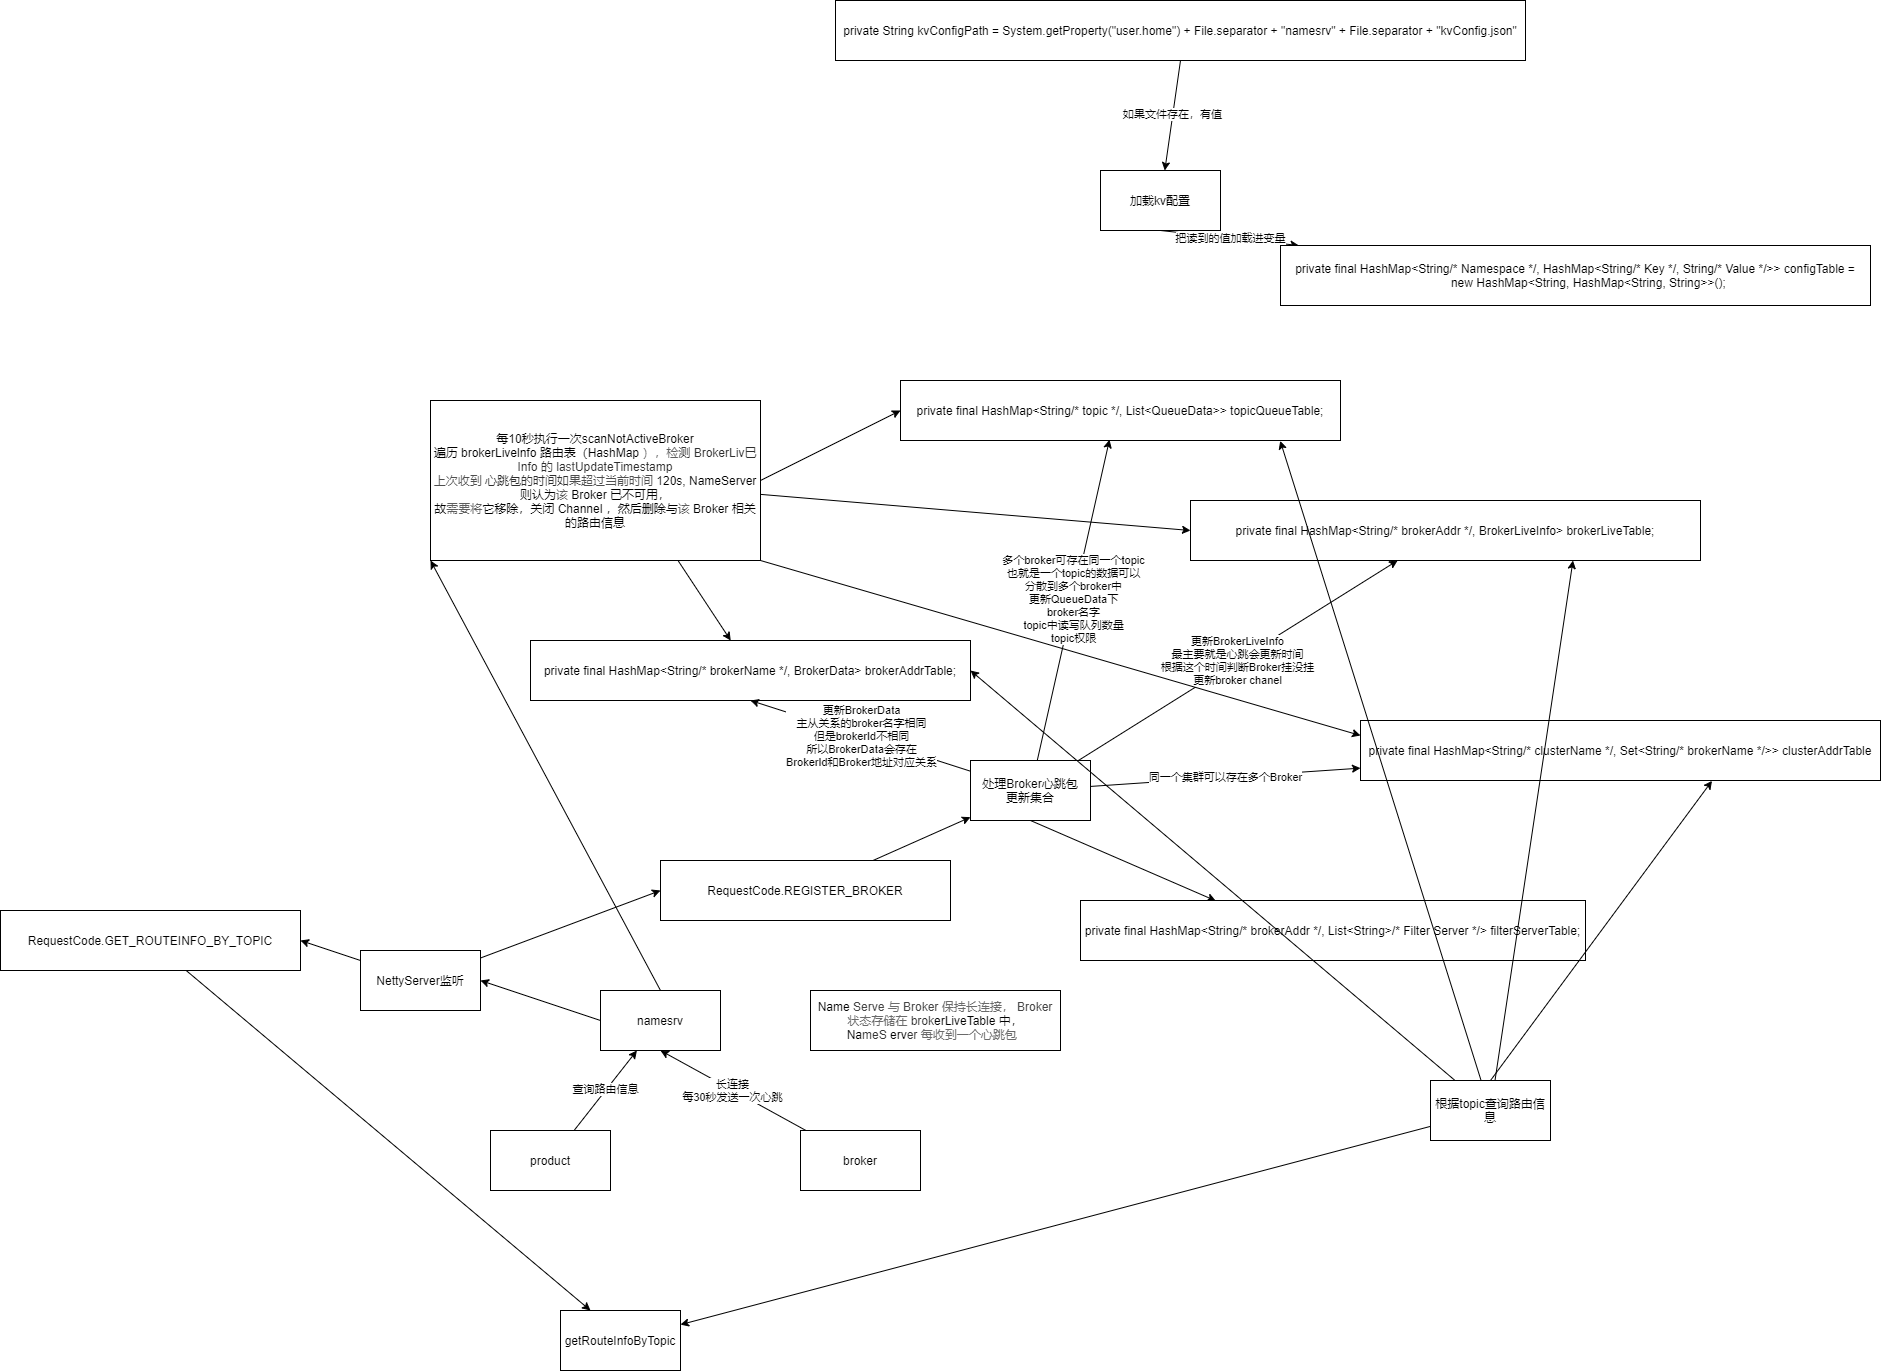 private String kvConfigPath = System.getProperty("user.home") + File.separator + "namesrv" + File.separator + "kvConfig.json"
如果文件存在，有值
加载kv配置
把读到的值加载进变量
private final HashMap<String/* Namespace */, HashMap<String/* Key */, String/* Value */>> configTable =
new HashMap<String, HashMap<String, String>>();
private final HashMap<String/* topic */, List<QueueData>> topicQueueTable;
每10秒执行一次scanNotActiveBroker
遍历 brokerLiveInfo 路由表（HashMap ），检测 BrokerLiv巳
Info 的 lastUpdateTimestamp
上次收到 心跳包的时间如果超过当前时间 120s, NameServer
则认为该 Broker 已不可用，
故需要将它移除，关闭 Channel ，然后删除与该 Broker 相关
的路由信息
private final HashMap<String/* brokerAddr */, BrokerLiveInfo> brokerLiveTable;
多个broker可存在同一个topic
也就是一个topic的数据可以
分散到多个broker中
更新QueueData下
broker名字
topic中读写队列数量
topic权限
更新BrokerLiveInfo
最主要就是心跳会更新时间
根据这个时间判断Broker挂没挂
更新broker chanel
private final HashMap<String/* brokerName */, BrokerData> brokerAddrTable;
更新BrokerData
主从关系的broker名字相同
但是brokerId不相同
所以BrokerData会存在
BrokerId和Broker地址对应关系
private final HashMap<String/* clusterName */, Set<String/* brokerName */>> clusterAddrTable
处理Broker心跳包
更新集合
同一个集群可以存在多个Broker
RequestCode.REGISTER_BROKER
private final HashMap<String/* brokerAddr */, List<String>/* Filter Server */> filterServerTable;
RequestCode.GET_ROUTEINFO_BY_TOPIC
NettyServer监听
namesrv
Name Serve 与 Broker 保持长连接， Broker
状态存储在 brokerLiveTable 中，
NameS erver 每收到一个心跳包
查询路由信息
长连接
每30秒发送一次心跳
根据topic查询路由信
息
product
broker
getRouteInfoByTopic